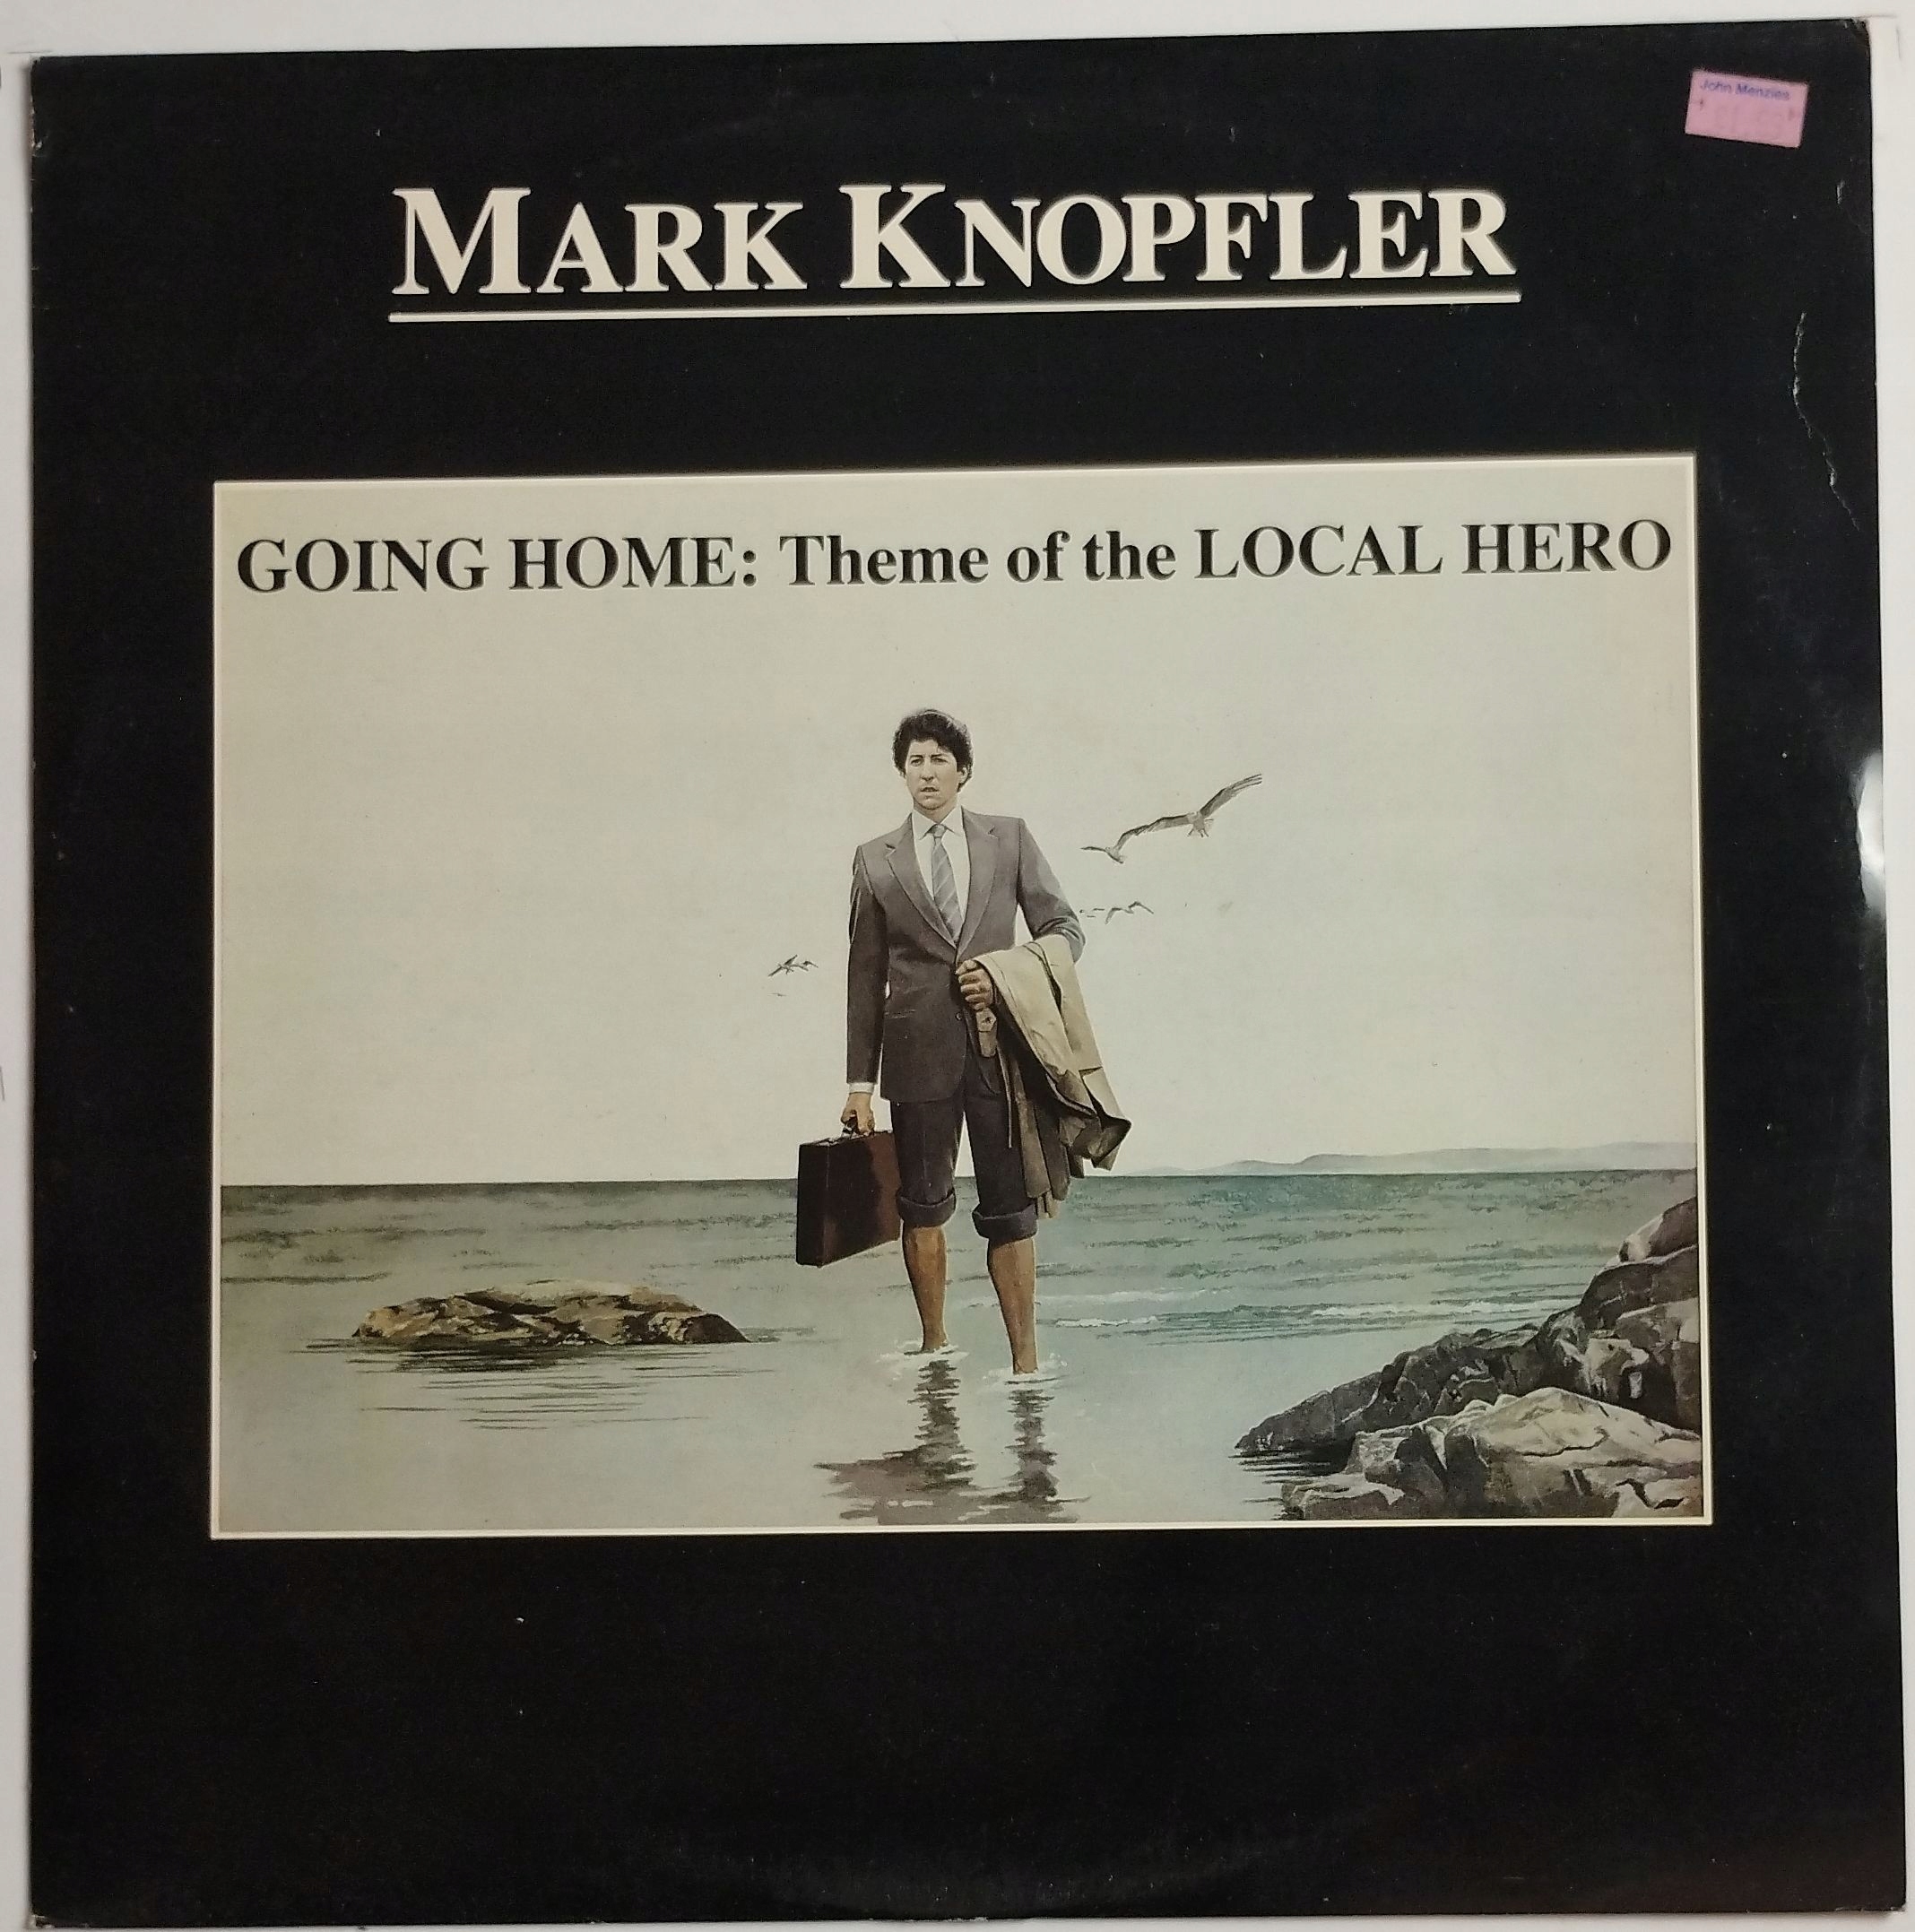 John Menzies
MARK KNOPFLER
GOING HOME: Theme of the LOCAL HERO